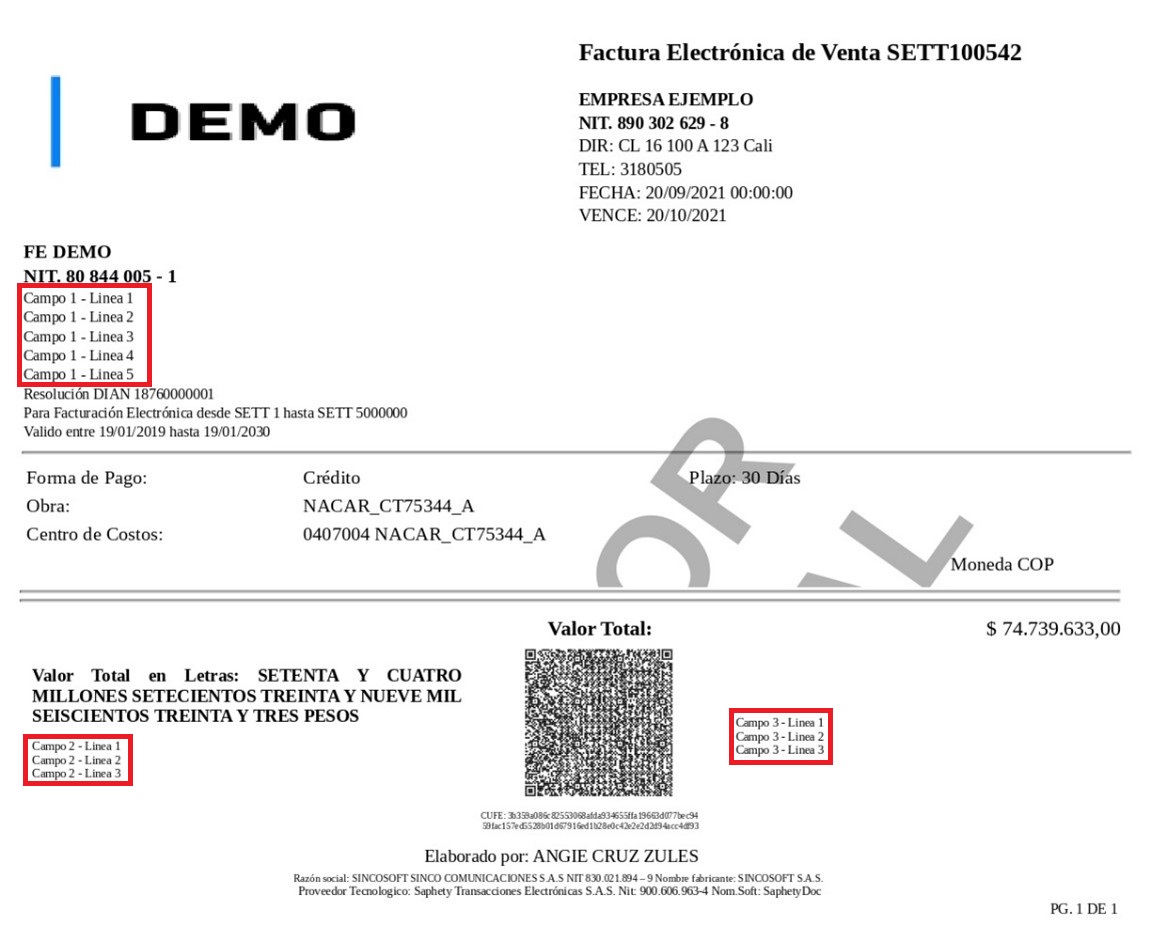 DEMO
Factura Electrónica de Venta SETT100542
EMPRESA EJEMPLO
NIT. 890 302 629 - 8
DIR: CL 16 100 A 123 Cali
TEL: 3180505
FECHA: 20/09/2021 00:00:00
VENCE: 20/10/2021
FE DEMO
NIT. 80 844 005 - 1
Campo 1 - Linea 1
Campo 1 - Linea 2
Campo 1 - Linea 3
Campo 1 - Linea 4
Campo 1 - Linea 5
Resolución DIAN 18760000001
Para Facturación Electrónica desde SETT 1 hasta SETT 5000000
Valido entre 19/01/2019 hasta 19/01/2030
Forma de Pago: Crédito Plazo: 30 Días
Obra: NACAR_CT75344_A
Centro de Costos: 0407004 NACAR_CT75344_A
OR
L
Moneda COP
Valor Total: $ 74.739.633,00
Valor Total en Letras: SETENTA Y CUATRO
MILLONES SETECIENTOS TREINTA Y NUEVE MIL
SEISCIENTOS TREINTA Y TRES PESOS
Campo 2 - Linea 1
Campo 2 - Linea 2
Campo 2 - Linea 3
Campo 3 - Linea 1
Campo 3 - Linea 2
Campo 3 - Linea 3
CUFE:
Elaborado por: ANGIE CRUZ ZULES
Razón social: SINCOSOFT SINCO COMUNICACIONES S.A.S NIT 830.021.894 – 9 Nombre fabricante: SINCOSOFT S.A.S.
Proveedor Tecnologico: Saphety Transacciones Electrónicas S.A.S. Nit: 900.606.963-4 Nom.Soft: SaphetyDoc
PG. 1 DE 1